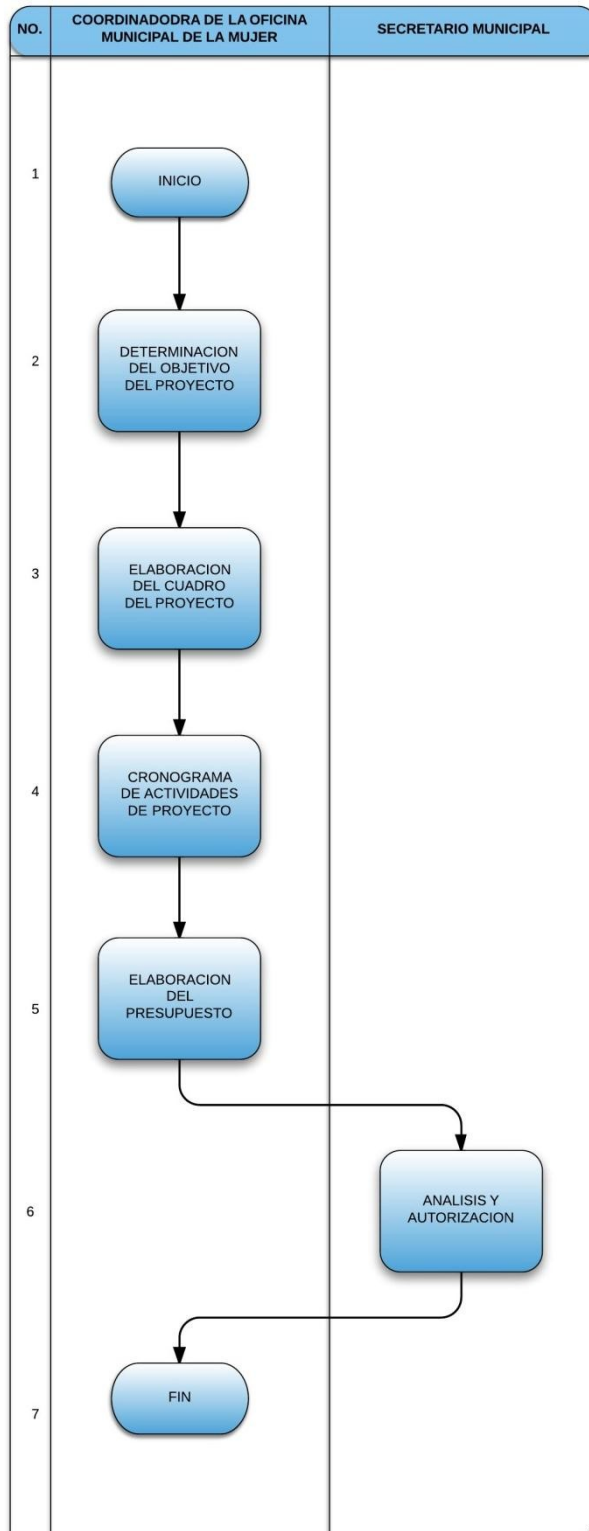 NO.
COORDINADODRA DE LA OFICINA
MUNICIPAL DE LA MUJER
SECRETARIO MUNICIPAL
1
INICIO
2
DETERMINACION
DEL OBJETIVO
DEL PROYECTO
3
ELABORACION
DEL CUADRO
DEL PROYECTO
4
CRONOGRAMA
DE ACTIVIDADES
DE PROYECTO
5
ELABORACION
DEL
PRESUPUESTO
6
ANALISIS Y
AUTORIZACION
7
FIN